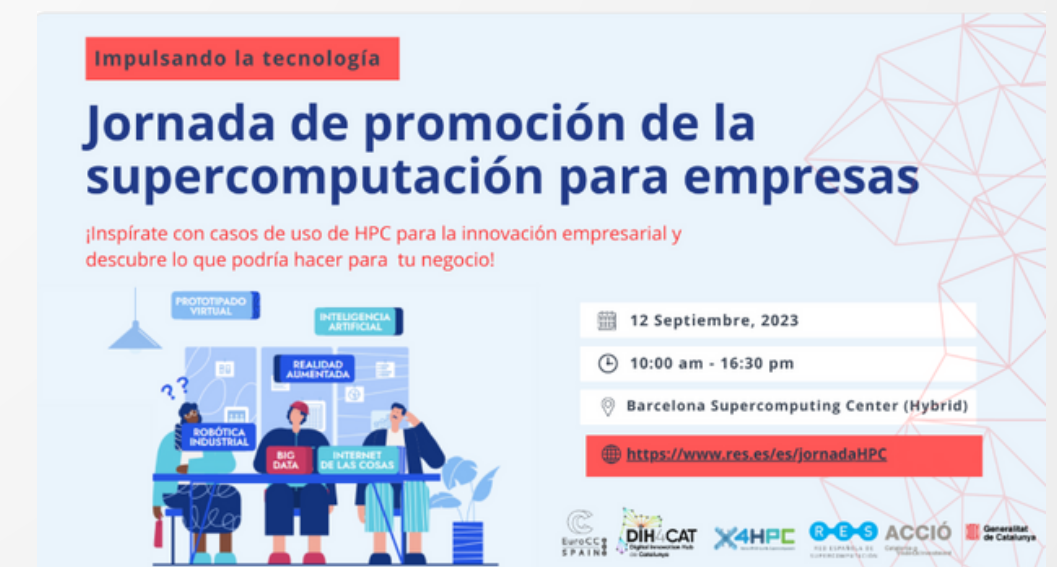 Impulsando la tecnología
Jornada de promoción de la
supercomputación para empresas
¡Inspírate con casos de uso de HPC para la innovación empresarial y
descubre lo que podría hacer para tu negocio!
PROTOTIPADO
VIRTUAL
INTELIGENCIA
ARTIFICIAL
REALIDAD
AUMENTADA
??
ROBÓTICA
INDUSTRIAL
BIG
DATA
INTERNET
DE LAS COSAS
12 Septiembre, 2023
10:00 am - 16:30 pm
Barcelona Supercomputing Center (Hybrid)
https://www.res.es/es/jornadaHPC
EuroCC
SPAIN
DIH4CAT
Digital Innovation Hub
de Catalunya
X4HPC
RES
RED ESPAÑOLA DE
SUPERCOMPUTACIÓN
ACCIÓ
Generalitat
de Catalunya